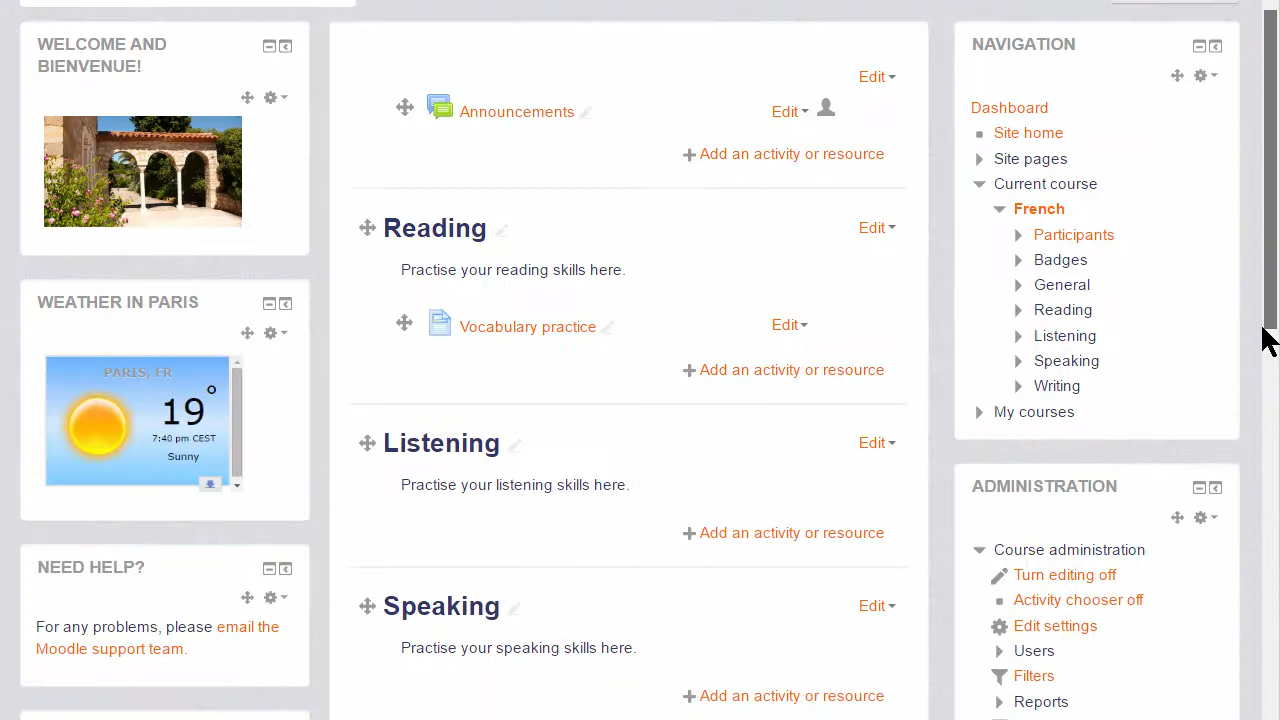 WELCOME AND
BIENVENUE!
WEATHER IN PARIS
PARIS, FR
19°
7:40 pm CEST
Sunny
NEED HELP?
For any problems, please email the
Moodle support team.
Edit
Announcements
Edit
Add an activity or resource
Reading
Edit
Practise your reading skills here.
Vocabulary practice
Edit
Add an activity or resource
Listening
Edit
Practise your listening skills here.
Add an activity or resource
Speaking
Edit
Practise your speaking skills here.
Add an activity or resource
NAVIGATION
Dashboard
Site home
Site pages
Current course
French
Participants
Badges
General
Reading
Listening
Speaking
Writing
My courses
ADMINISTRATION
Course administration
Turn editing off
Activity chooser off
Edit settings
Users
Filters
Reports